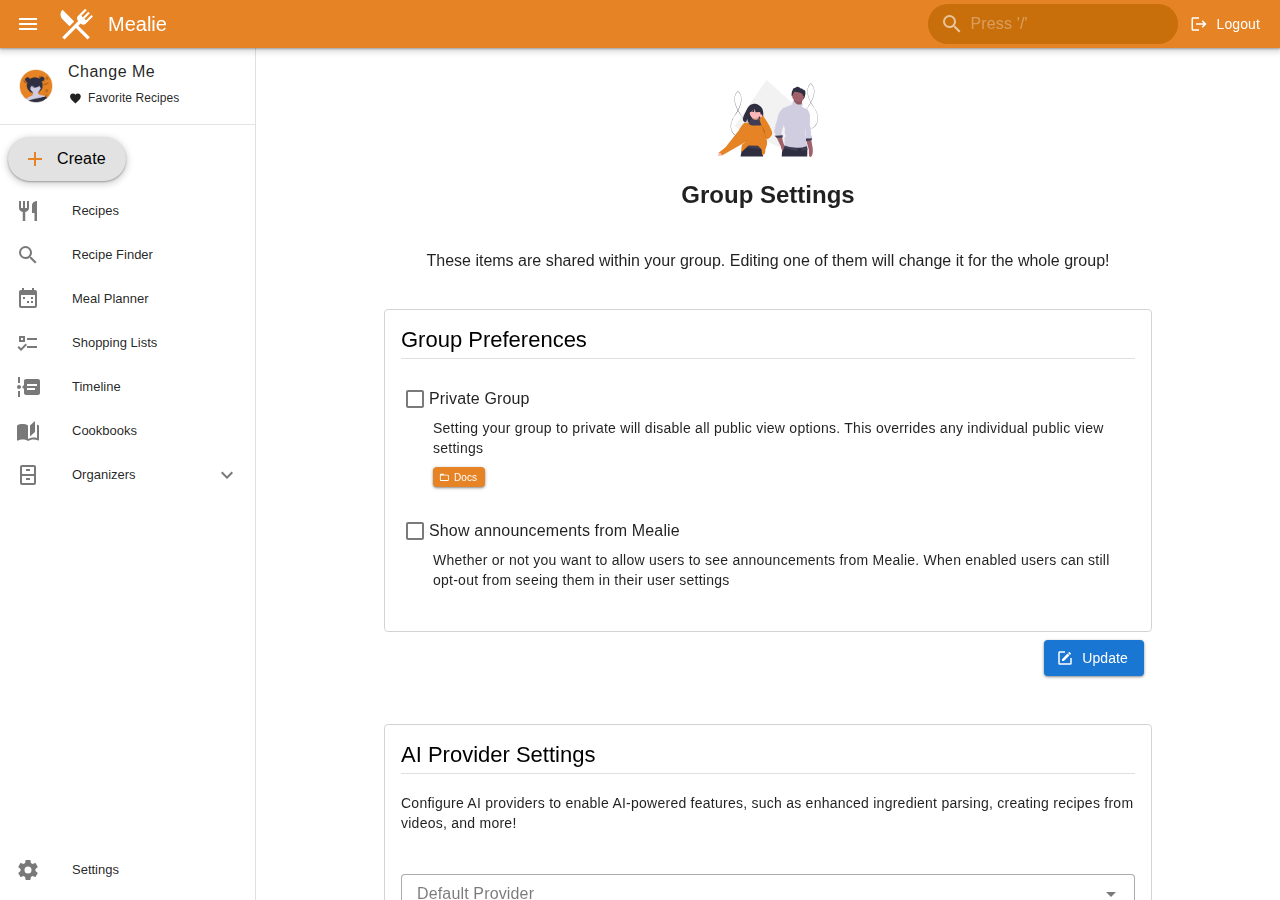 Mealie
Press '/'
Logout
Change Me
Favorite Recipes
Create
Recipes
Recipe Finder
Meal Planner
Shopping Lists
Timeline
Cookbooks
Organizers
Settings
Group Settings
These items are shared within your group. Editing one of them will change it for the whole group!
Group Preferences
Private Group
Setting your group to private will disable all public view options. This overrides any individual public view
settings
Docs
Show announcements from Mealie
Whether or not you want to allow users to see announcements from Mealie. When enabled users can still
opt-out from seeing them in their user settings
Update
AI Provider Settings
Configure AI providers to enable AI-powered features, such as enhanced ingredient parsing, creating recipes from
videos, and more!
Default Provider